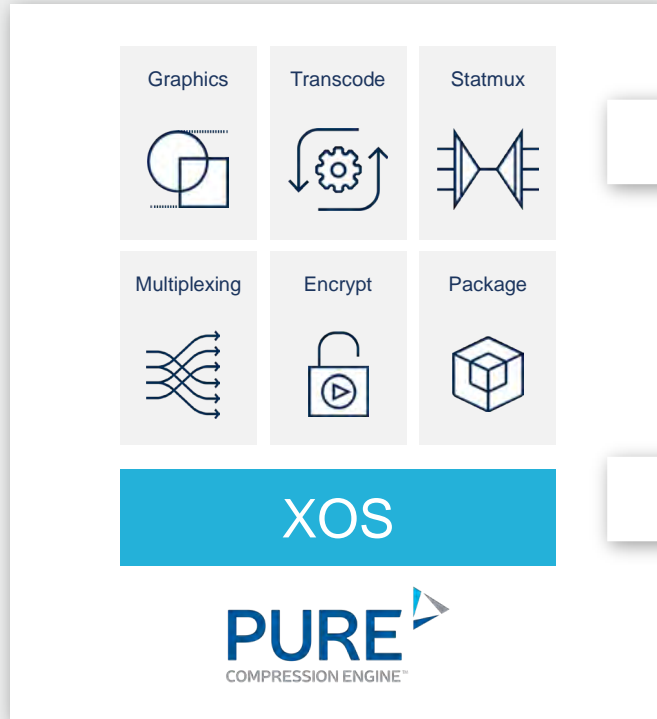 Graphics Transcode Statmux
Multiplexing Encrypt Package
XOS
PURE
COMPRESSION ENGINE™